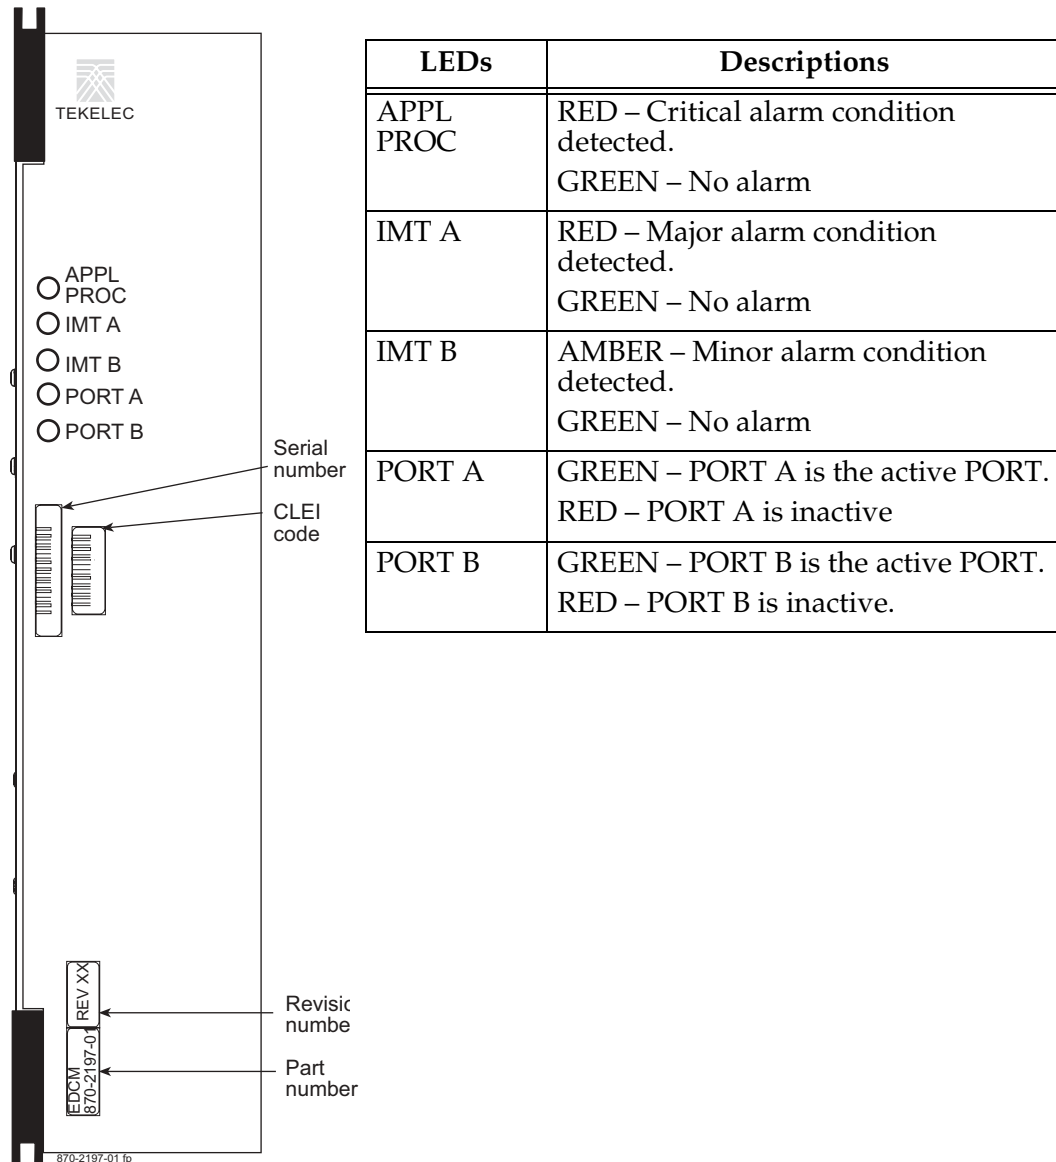 TEKELEC
APPL
PROC
IMT A
IMT B
PORT A
PORT B
Serial
number
CLEI
code
REV XX
EDCM
870-2197-01
Revisic
numbe
Part
number
870-2197-01 fp
LEDs Descriptions
APPL
PROC
RED – Critical alarm condition
detected.
GREEN – No alarm
IMT A RED – Major alarm condition
detected.
GREEN – No alarm
IMT B AMBER – Minor alarm condition
detected.
GREEN – No alarm
PORT A GREEN – PORT A is the active PORT.
RED – PORT A is inactive
PORT B GREEN – PORT B is the active PORT.
RED – PORT B is inactive.